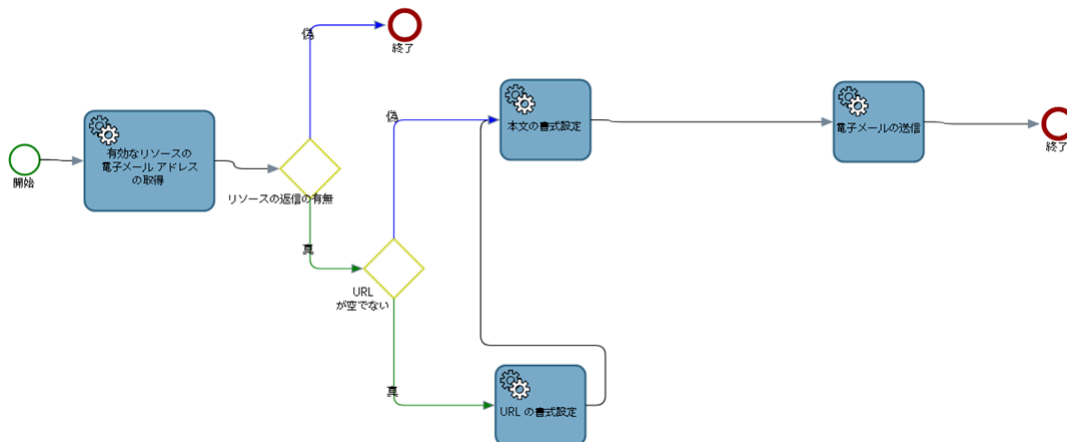 偽
終了
偽
本文の書式設定
電子メールの送信
終了
開始
有効なリソースの
電子メール アドレス
の取得
リソースの返信の有無
真
URL
が空でない
真
URL の書式設定